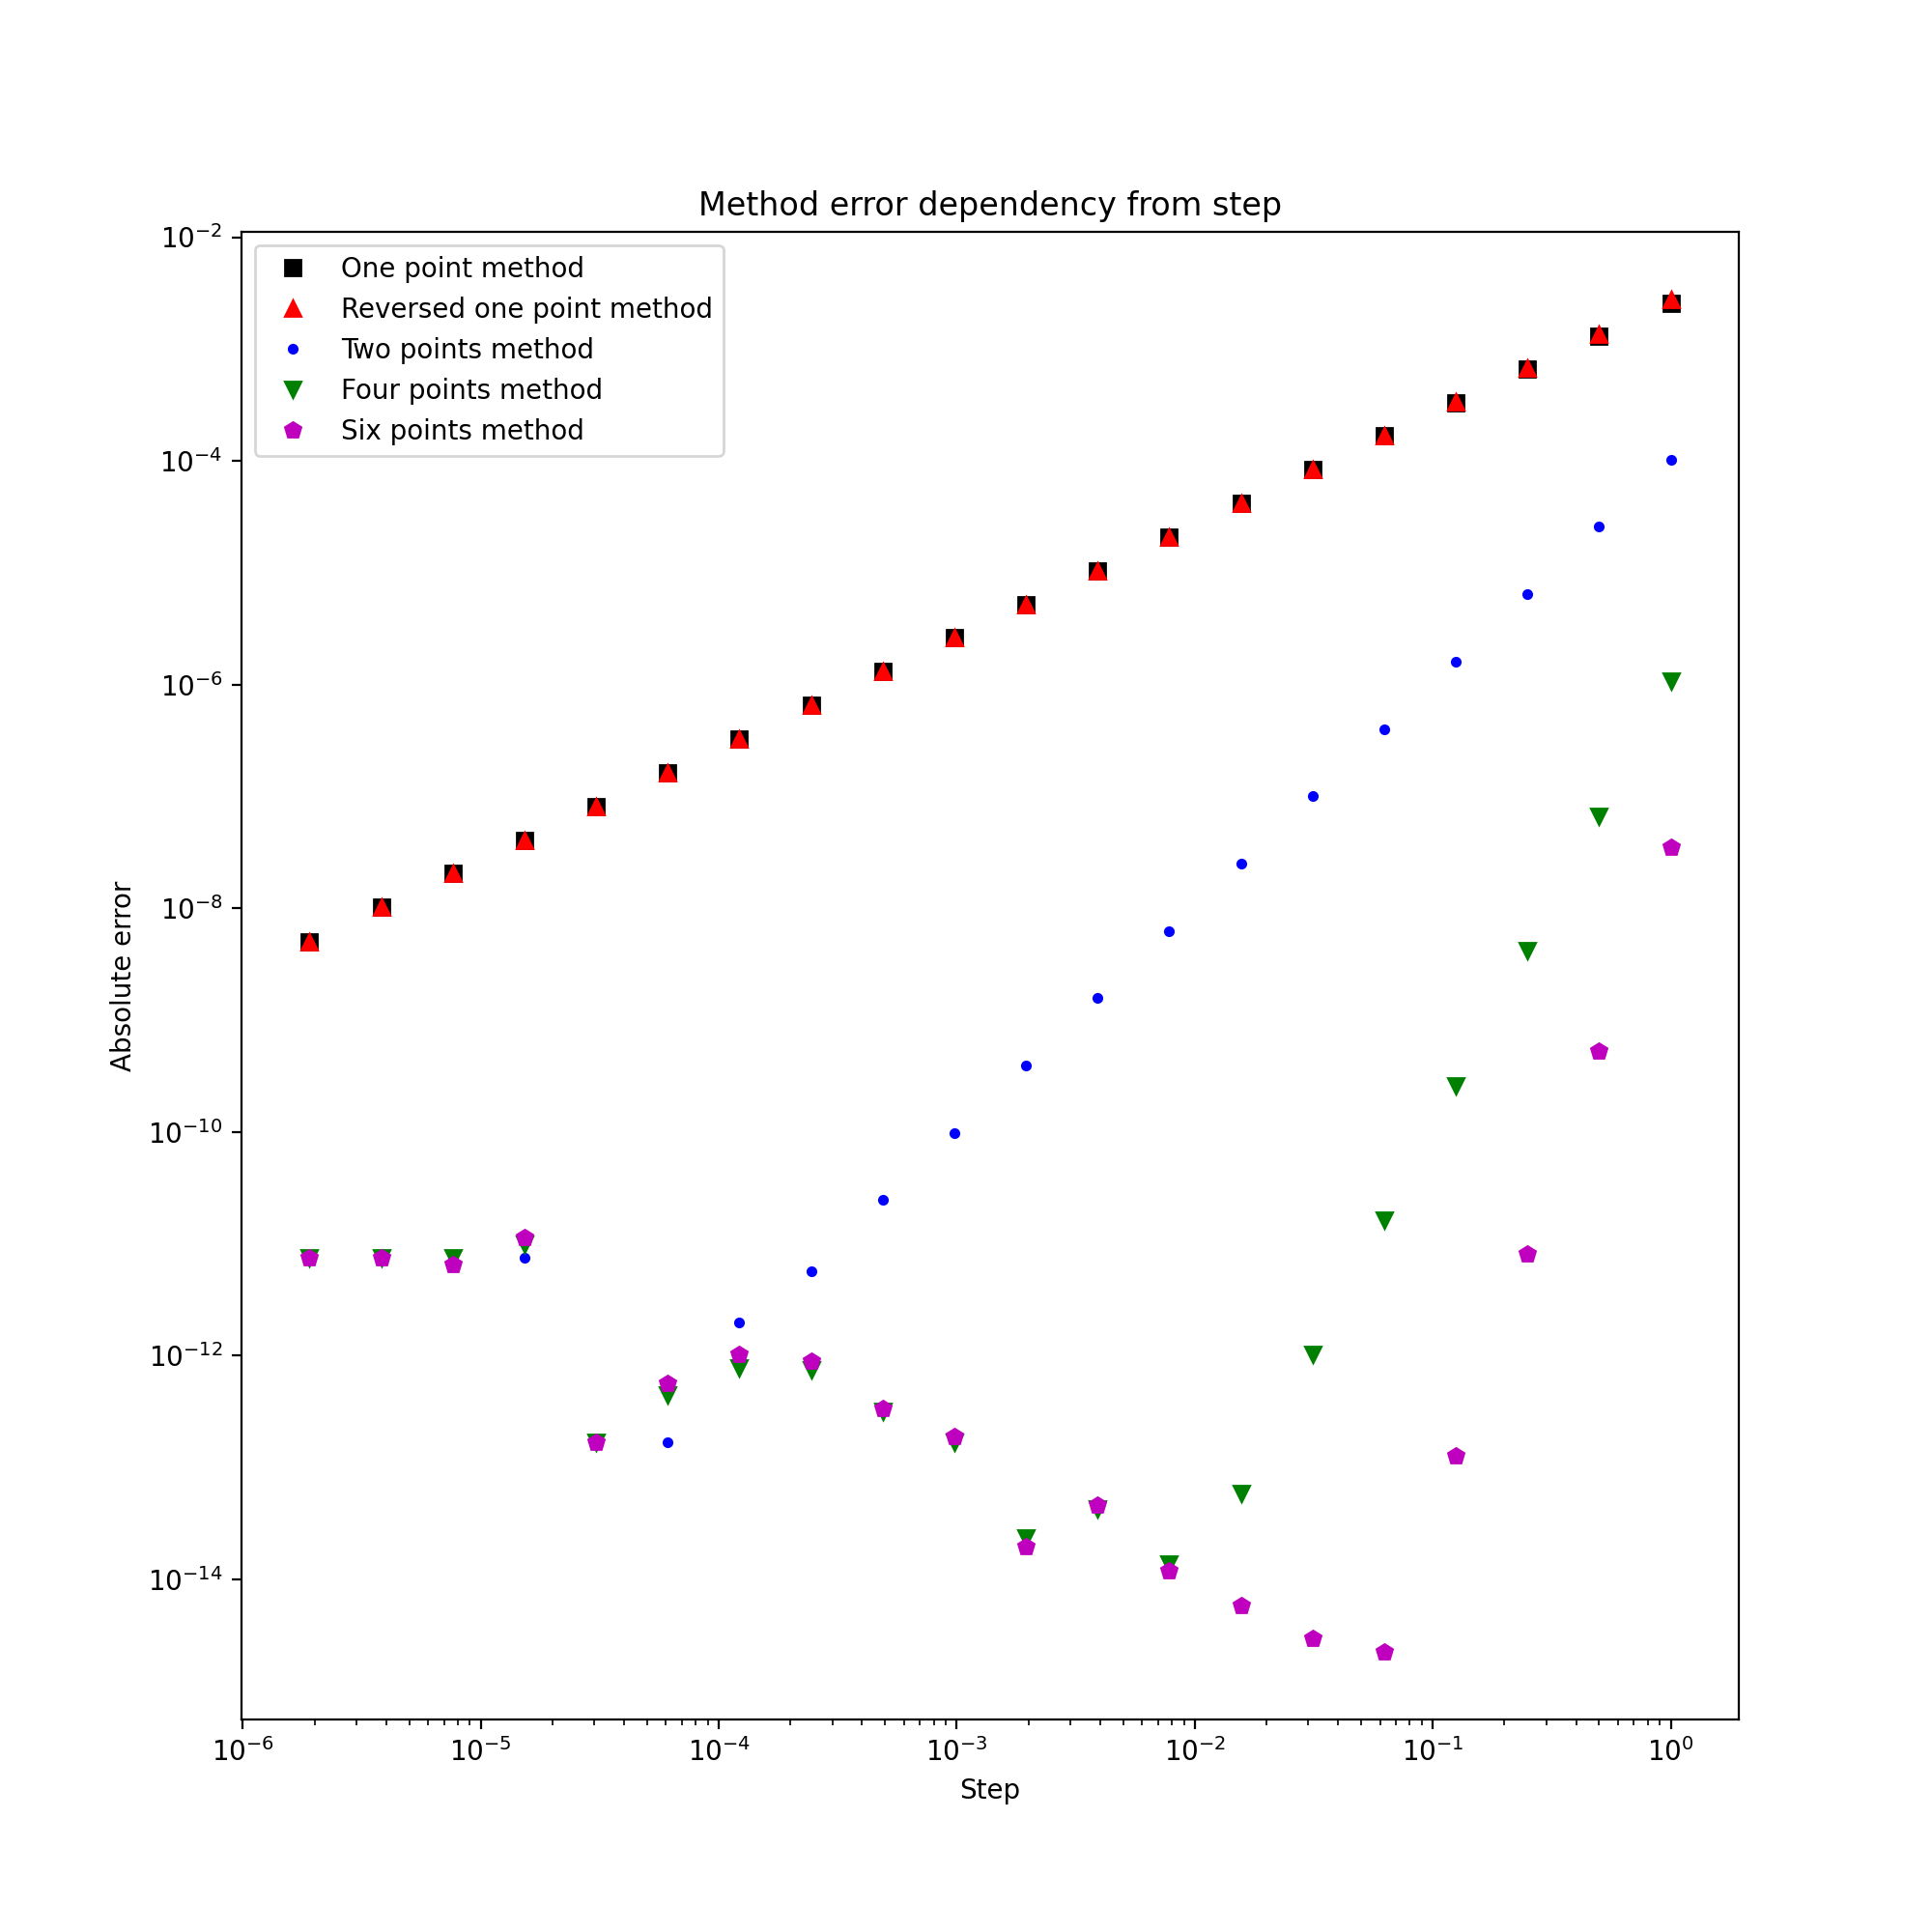 Method error dependency from step
One point method
Reversed one point method
Two points method
Four points method
Six points method
10⁻²
10⁻⁴
10⁻⁶
10⁻⁸
10⁻¹⁰
10⁻¹²
10⁻¹⁴
Absolute error
10⁻⁶ 10⁻⁵ 10⁻⁴ 10⁻³ 10⁻² 10⁻¹ 10⁰
Step